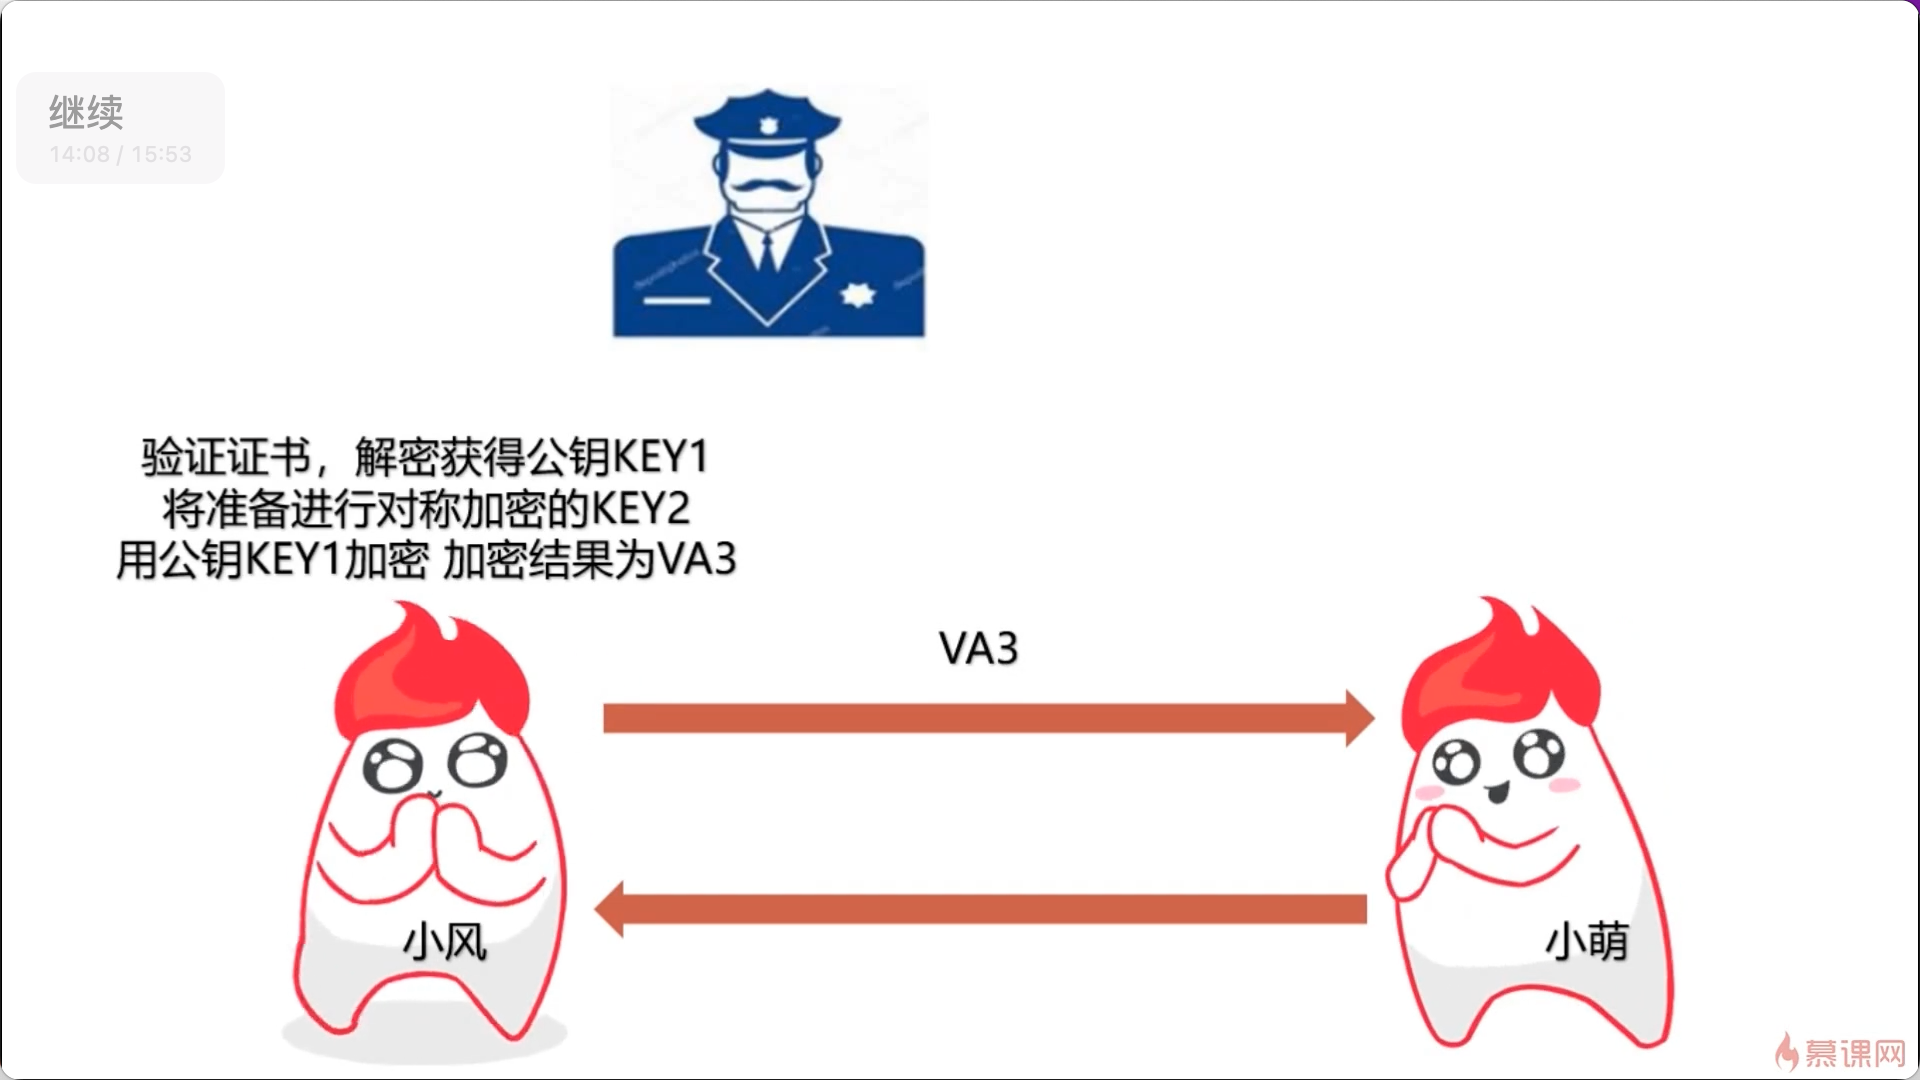 继续
14:08 / 15:53
验证证书，解密获得公钥KEY1
将准备进行对称加密的KEY2
用公钥KEY1加密 加密结果为VA3
VA3
小风
小萌
慕课网